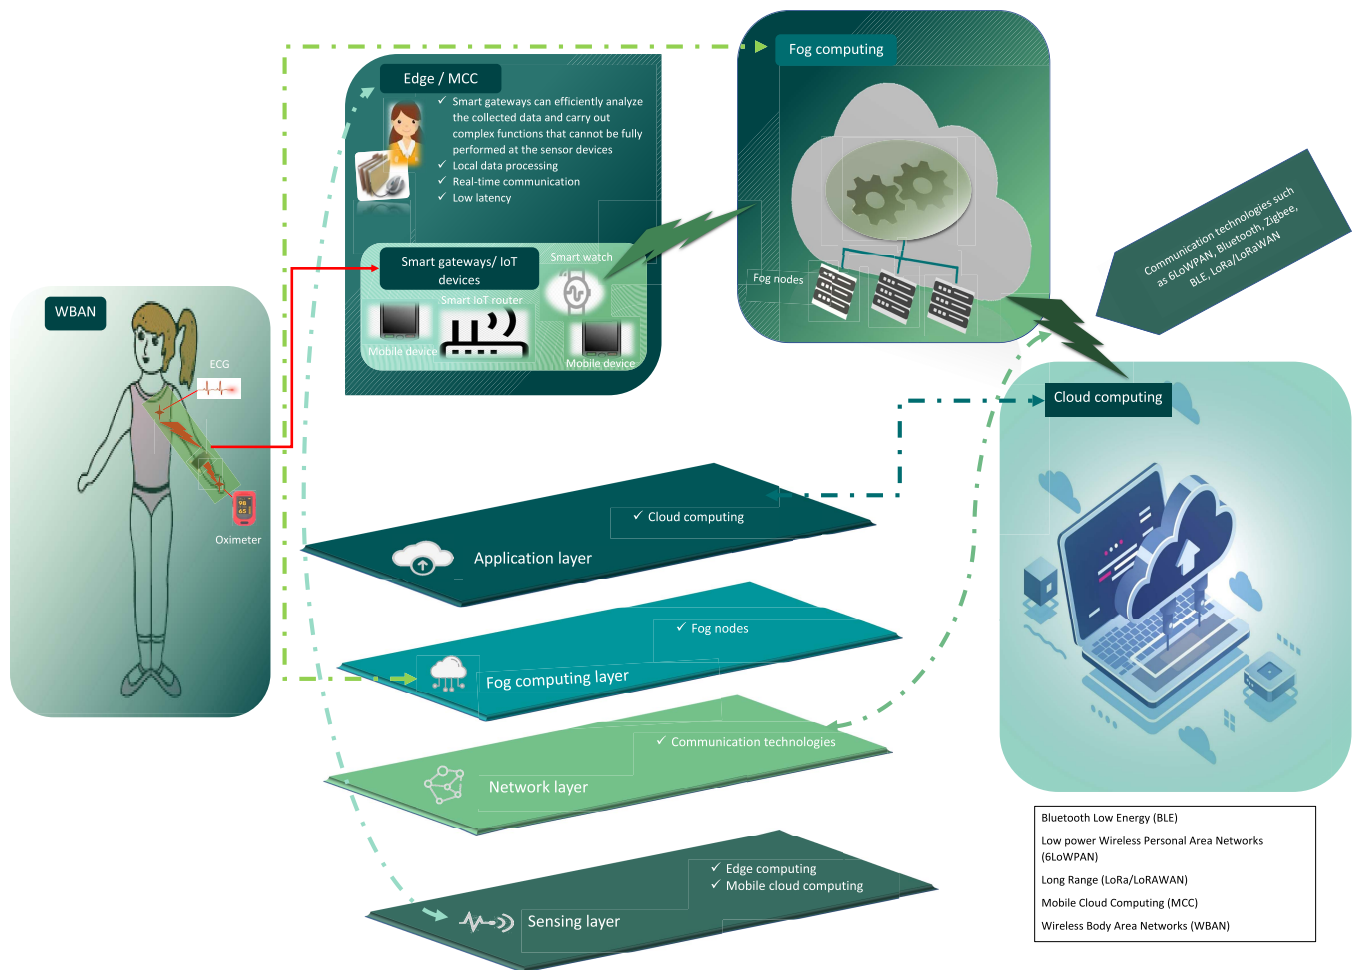 Fog computing
Edge / MCC
✓ Smart gateways can efficiently analyze
the collected data and carry out
complex functions that cannot be fully
performed at the sensor devices
✓ Local data processing
✓ Real-time communication
✓ Low latency
Smart gateways/ IoT
devices
Smart watch
Smart IoT router
Mobile device
Mobile device
Fog nodes
Communication technologies such
as 6LoWPAN, Bluetooth, Zigbee,
BLE, LoRa/LoRaWAN
WBAN
ECG
98
65
Oximeter
Cloud computing
✓ Cloud computing
Application layer
✓ Fog nodes
Fog computing layer
✓ Communication technologies
Network layer
✓ Edge computing
✓ Mobile cloud computing
Sensing layer
Bluetooth Low Energy (BLE)
Low power Wireless Personal Area Networks
(6LoWPAN)
Long Range (LoRa/LoRAWAN)
Mobile Cloud Computing (MCC)
Wireless Body Area Networks (WBAN)